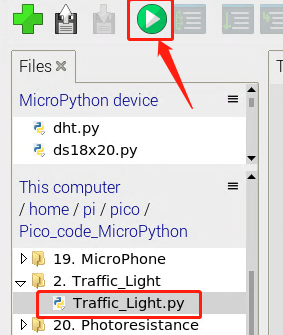 Files
MicroPython device
dht.py
ds18x20.py
This computer
/ home / pi / pico /
Pico_code_MicroPython
19. MicroPhone
2. Traffic_Light
Traffic_Light.py
20. Photoresistance